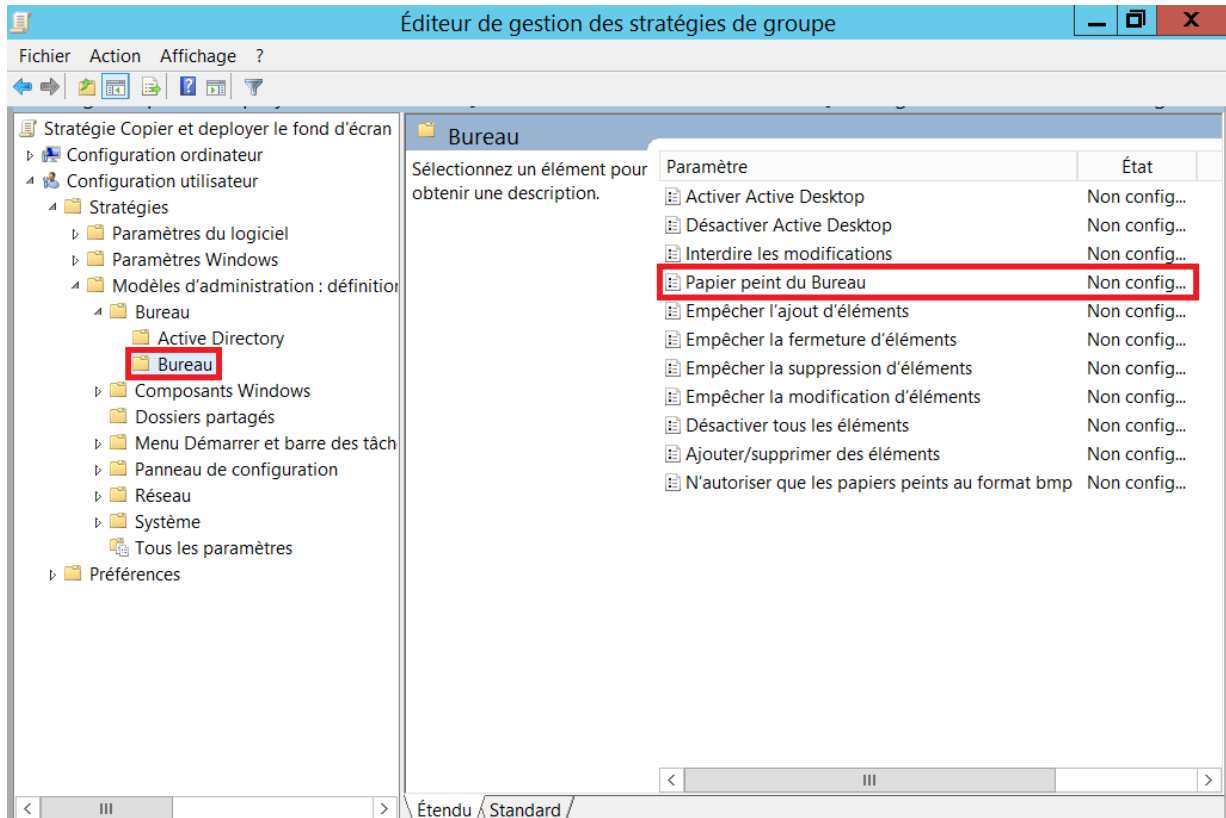 Éditeur de gestion des stratégies de groupe
Fichier Action Affichage ?
Stratégie Copier et deployer le fond d'écran
Configuration ordinateur
Configuration utilisateur
Stratégies
Paramètres du logiciel
Paramètres Windows
Modèles d'administration : définition
Bureau
Active Directory
Bureau
Composants Windows
Dossiers partagés
Menu Démarrer et barre des tâch
Panneau de configuration
Réseau
Système
Tous les paramètres
Préférences
Bureau
Sélectionnez un élément pour
obtenir une description.
Paramètre État
Activer Active Desktop Non config...
Désactiver Active Desktop Non config...
Interdire les modifications Non config...
Papier peint du Bureau Non config...
Empêcher l'ajout d'éléments Non config...
Empêcher la fermeture d'éléments Non config...
Empêcher la suppression d'éléments Non config...
Empêcher la modification d'éléments Non config...
Désactiver tous les éléments Non config...
Ajouter/supprimer des éléments Non config...
N'autoriser que les papiers peints au format bmp Non config...
Étendu Standard